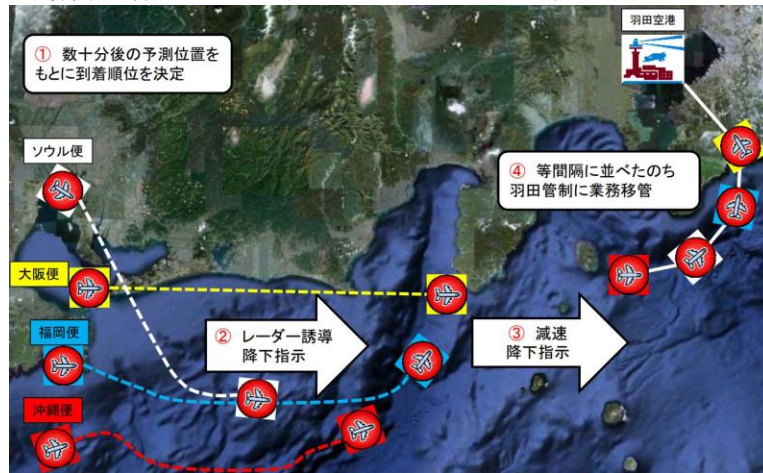 ① 数十分後の予測位置を
もとに到着順位を決定
羽田空港
ソウル便
④ 等間隔に並べたのち
羽田管制に業務移管
大阪便
福岡便
② レーダー誘導
降下指示
③ 減速
降下指示
沖縄便